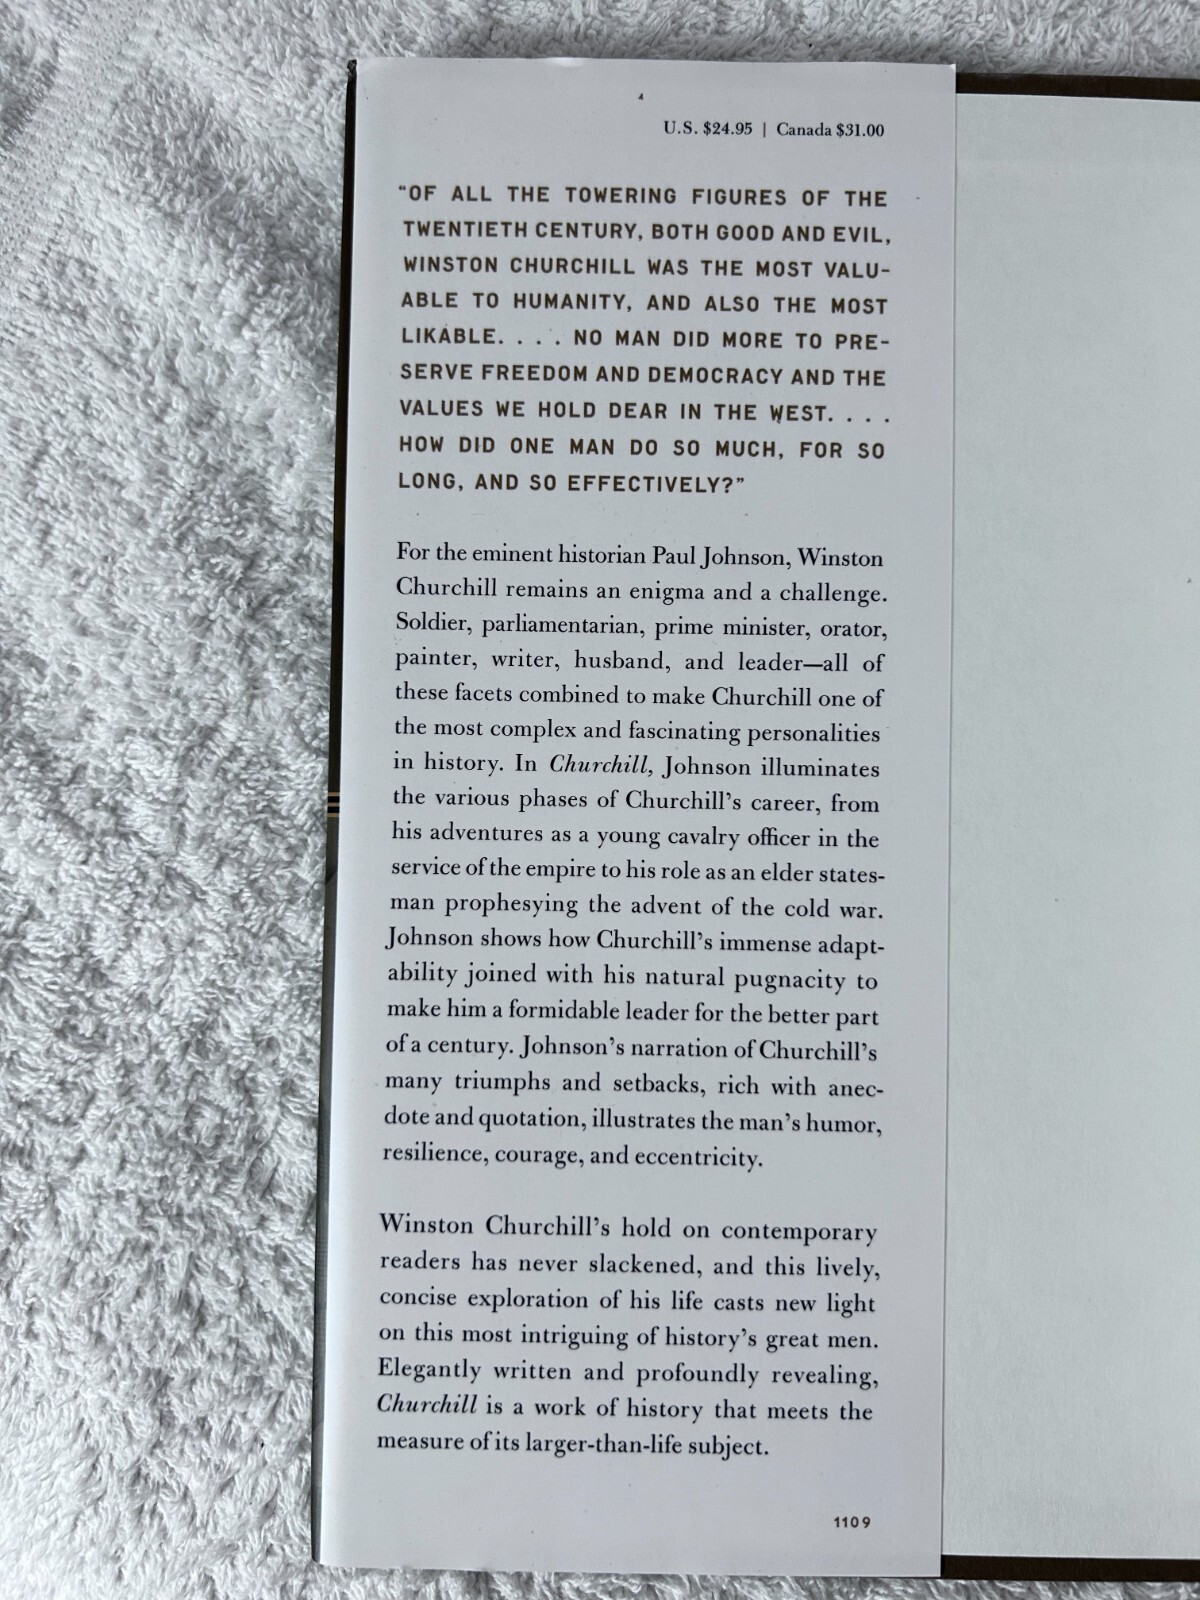 U.S. $24.95 | Canada $31.00
“OF ALL THE TOWERING FIGURES OF THE
TWENTIETH CENTURY, BOTH GOOD AND EVIL,
WINSTON CHURCHILL WAS THE MOST VALU-
ABLE TO HUMANITY, AND ALSO THE MOST
LIKABLE. . . . NO MAN DID MORE TO PRE-
SERVE FREEDOM AND DEMOCRACY AND THE
VALUES WE HOLD DEAR IN THE WEST. . . .
HOW DID ONE MAN DO SO MUCH, FOR SO
LONG, AND SO EFFECTIVELY?”
For the eminent historian Paul Johnson, Winston
Churchill remains an enigma and a challenge.
Soldier, parliamentarian, prime minister, orator,
painter, writer, husband, and leader—all of
these facets combined to make Churchill one of
the most complex and fascinating personalities
in history. In Churchill, Johnson illuminates
the various phases of Churchill’s career, from
his adventures as a young cavalry officer in the
service of the empire to his role as an elder states-
man prophesying the advent of the cold war.
Johnson shows how Churchill’s immense adapt-
ability joined with his natural pugnacity to
make him a formidable leader for the better part
of a century. Johnson’s narration of Churchill’s
many triumphs and setbacks, rich with anec-
dote and quotation, illustrates the man’s humor,
resilience, courage, and eccentricity.
Winston Churchill’s hold on contemporary
readers has never slackened, and this lively,
concise exploration of his life casts new light
on this most intriguing of history’s great men.
Elegantly written and profoundly revealing,
Churchill is a work of history that meets the
measure of its larger-than-life subject.
1109